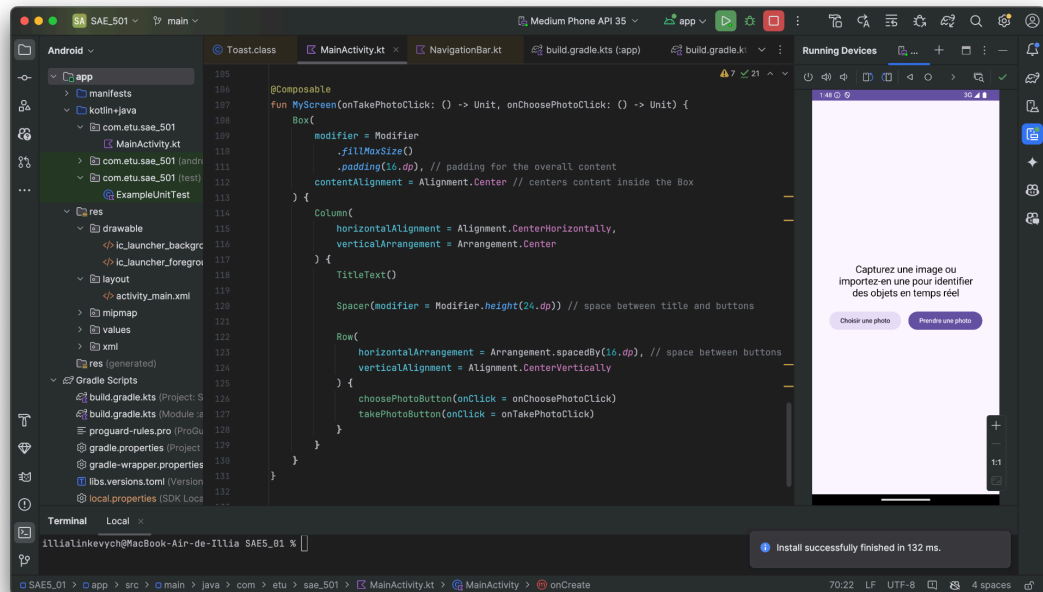 SA SAE_501
main
Medium Phone API 35
app
Android
Toast.class
MainActivity.kt
NavigationBar.kt
build.gradle.kts (:app)
build.gradle.k
Running Devices
app
manifests
kotlin+java
com.etu.sae_501
MainActivity.kt
com.etu.sae_501 (andr
com.etu.sae_501 (test)
ExampleUnitTest
res
drawable
ic_launcher_backgro
ic_launcher_foregrou
layout
activity_main.xml
mipmap
values
xml
res (generated)
Gradle Scripts
build.gradle.kts (Project: S
build.gradle.kts (Module :a
proguard-rules.pro (ProGu
gradle.properties (Project
gradle-wrapper.properties
libs.versions.toml (Version
local.properties (SDK Loca
7 21
105
106 @Composable
107 fun MyScreen(onTakePhotoClick: () -> Unit, onChoosePhotoClick: () -> Unit) {
108 Box(
109 modifier = Modifier
110 .fillMaxSize()
111 .padding(16.dp), // padding for the overall content
112 contentAlignment = Alignment.Center // centers content inside the Box
113 ) {
114 Column(
115 horizontalAlignment = Alignment.CenterHorizontally,
116 verticalArrangement = Arrangement.Center
117 ) {
118 TitleText()
119
120 Spacer(modifier = Modifier.height(24.dp)) // space between title and buttons
121
122 Row(
123 horizontalArrangement = Arrangement.spacedBy(16.dp), // space between buttons
124 verticalAlignment = Alignment.CenterVertically
125 ) {
126 choosePhotoButton(onClick = onChoosePhotoClick)
127 takePhotoButton(onClick = onTakePhotoClick)
128 }
129 }
130 }
131 }
132
1:48
3G
Capturez une image ou
importez-en une pour identifier
des objets en temps réel
Choisir une photo
Prendre une photo
1:1
Terminal Local
illialinkevych@MacBook-Air-de-Illia SAE5_01 %
Install successfully finished in 132 ms.
SAE5_01 > app > src > main > java > com > etu > sae_501 > MainActivity.kt > MainActivity > onCreate
70:22 LF UTF-8 4 spaces